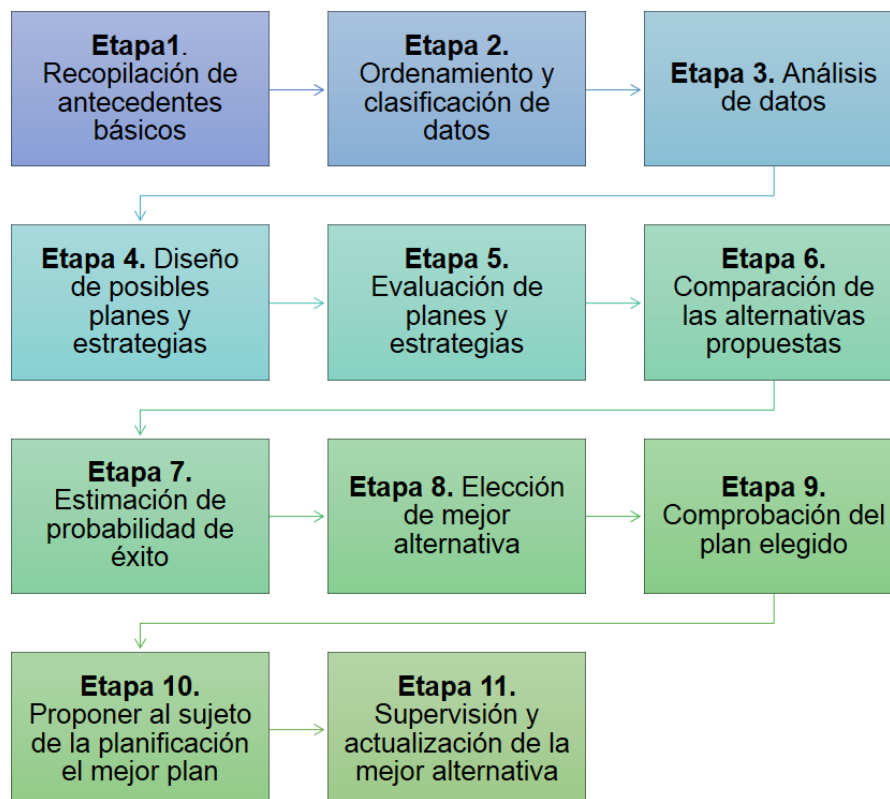 Etapa1.
Recopilación de
antecedentes
básicos
Etapa 2.
Ordenamiento y
clasificación de
datos
Etapa 3. Análisis
de datos
Etapa 4. Diseño
de posibles
planes y
estrategias
Etapa 5.
Evaluación de
planes y
estrategias
Etapa 6.
Comparación de
las alternativas
propuestas
Etapa 7.
Estimación de
probabilidad de
éxito
Etapa 8. Elección
de mejor
alternativa
Etapa 9.
Comprobación del
plan elegido
Etapa 10.
Proponer al sujeto
de la planificación
el mejor plan
Etapa 11.
Supervisión y
actualización de la
mejor alternativa